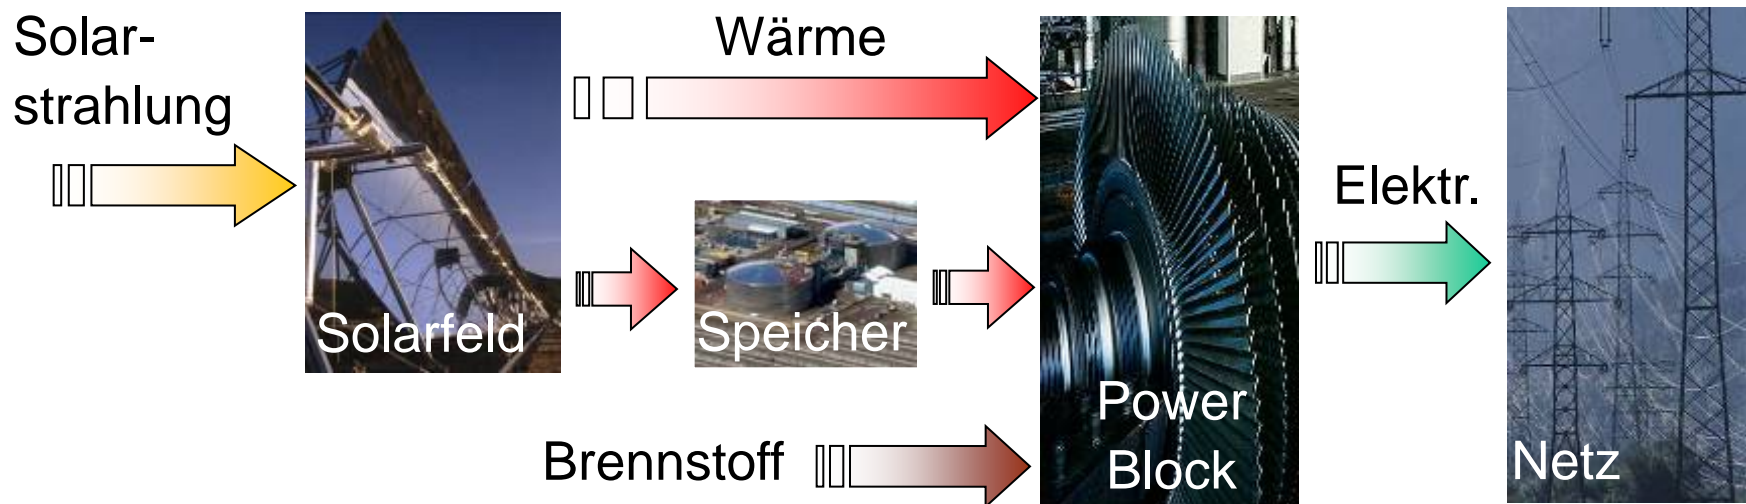 Solar-
strahlung
Wärme
Solarfeld
Speicher
Brennstoff
Power
Block
Elektr.
Netz